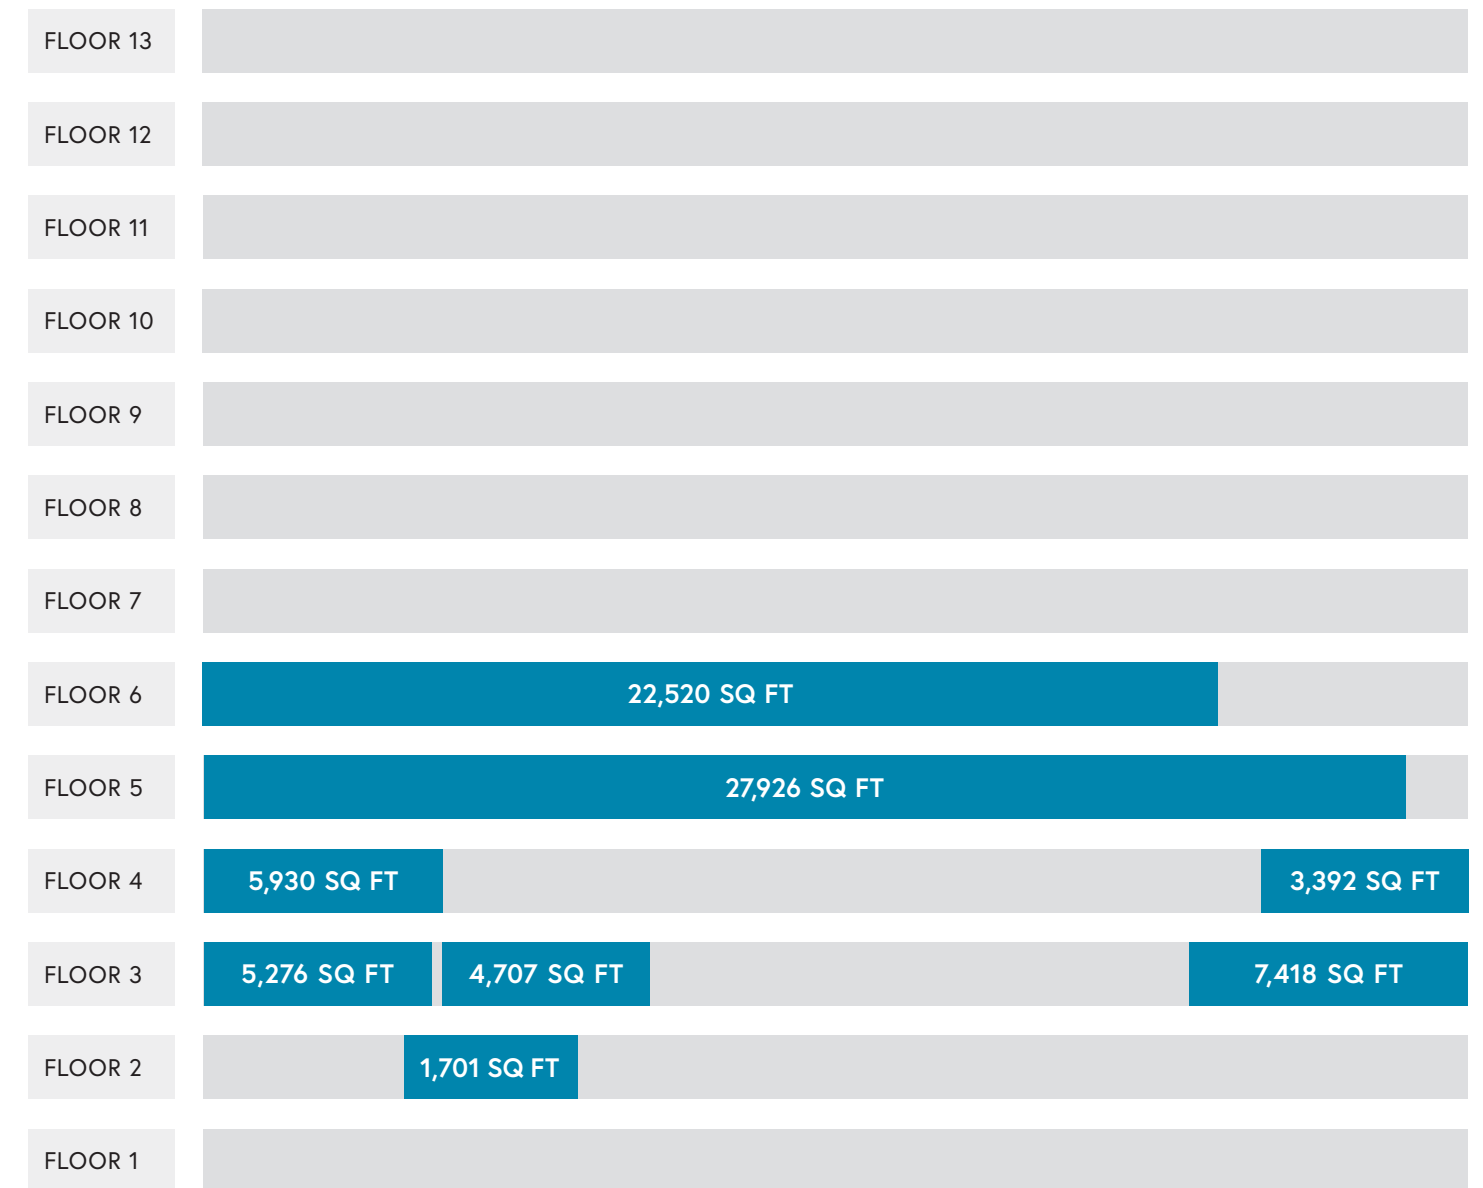 FLOOR 13
FLOOR 12
FLOOR 11
FLOOR 10
FLOOR 9
FLOOR 8
FLOOR 7
FLOOR 6
22,520 SQ FT
FLOOR 5
27,926 SQ FT
FLOOR 4
5,930 SQ FT
3,392 SQ FT
FLOOR 3
5,276 SQ FT
4,707 SQ FT
7,418 SQ FT
FLOOR 2
1,701 SQ FT
FLOOR 1